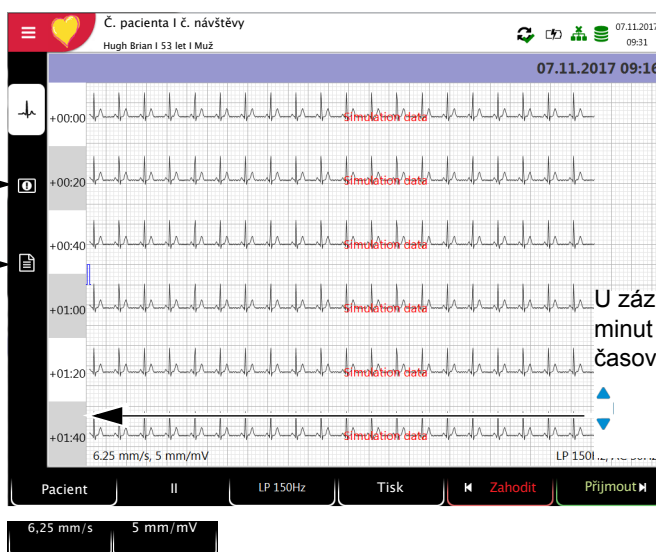 Č. pacienta I č. návštěvy
Hugh Brian I 53 let I Muž
07.11.2017
09:31
07.11.2017 09:16
+00:00
Simulation data
+00:20
Simulation data
+00:40
Simulation data
+01:00
Simulation data
U záz
minut
časov
+01:20
Simulation data
+01:40
Simulation data
6.25 mm/s, 5 mm/mV
LP 150Hz, AC 50Hz
Pacient
II
LP 150Hz
Tisk
Zahodit
Přijmout
6,25 mm/s
5 mm/mV